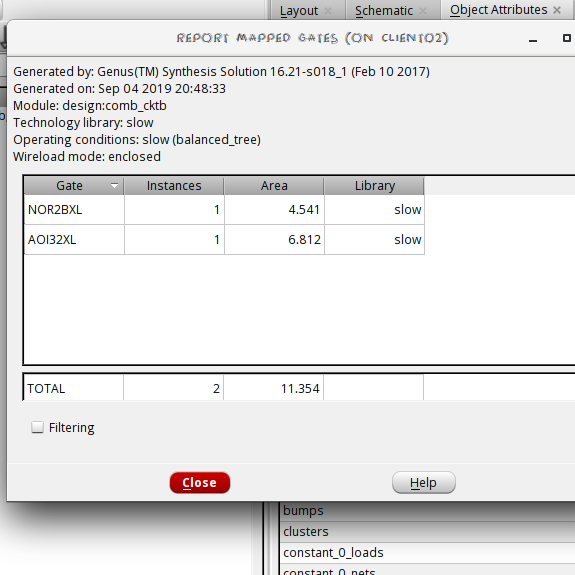 Layout × Schematic × Object Attributes ×
REPORT MAPPED GATES (ON CLIENT02)
Generated by: Genus(TM) Synthesis Solution 16.21-s018_1 (Feb 10 2017)
Generated on: Sep 04 2019 20:48:33
Module: design:comb_cktb
Technology library: slow
Operating conditions: slow (balanced_tree)
Wireload mode: enclosed
Gate Instances Area Library
NOR2BXL 1 4.541 slow
AOI32XL 1 6.812 slow
TOTAL 2 11.354
Filtering
Close Help
bumps
clusters
constant_0_loads
constant_0_nets